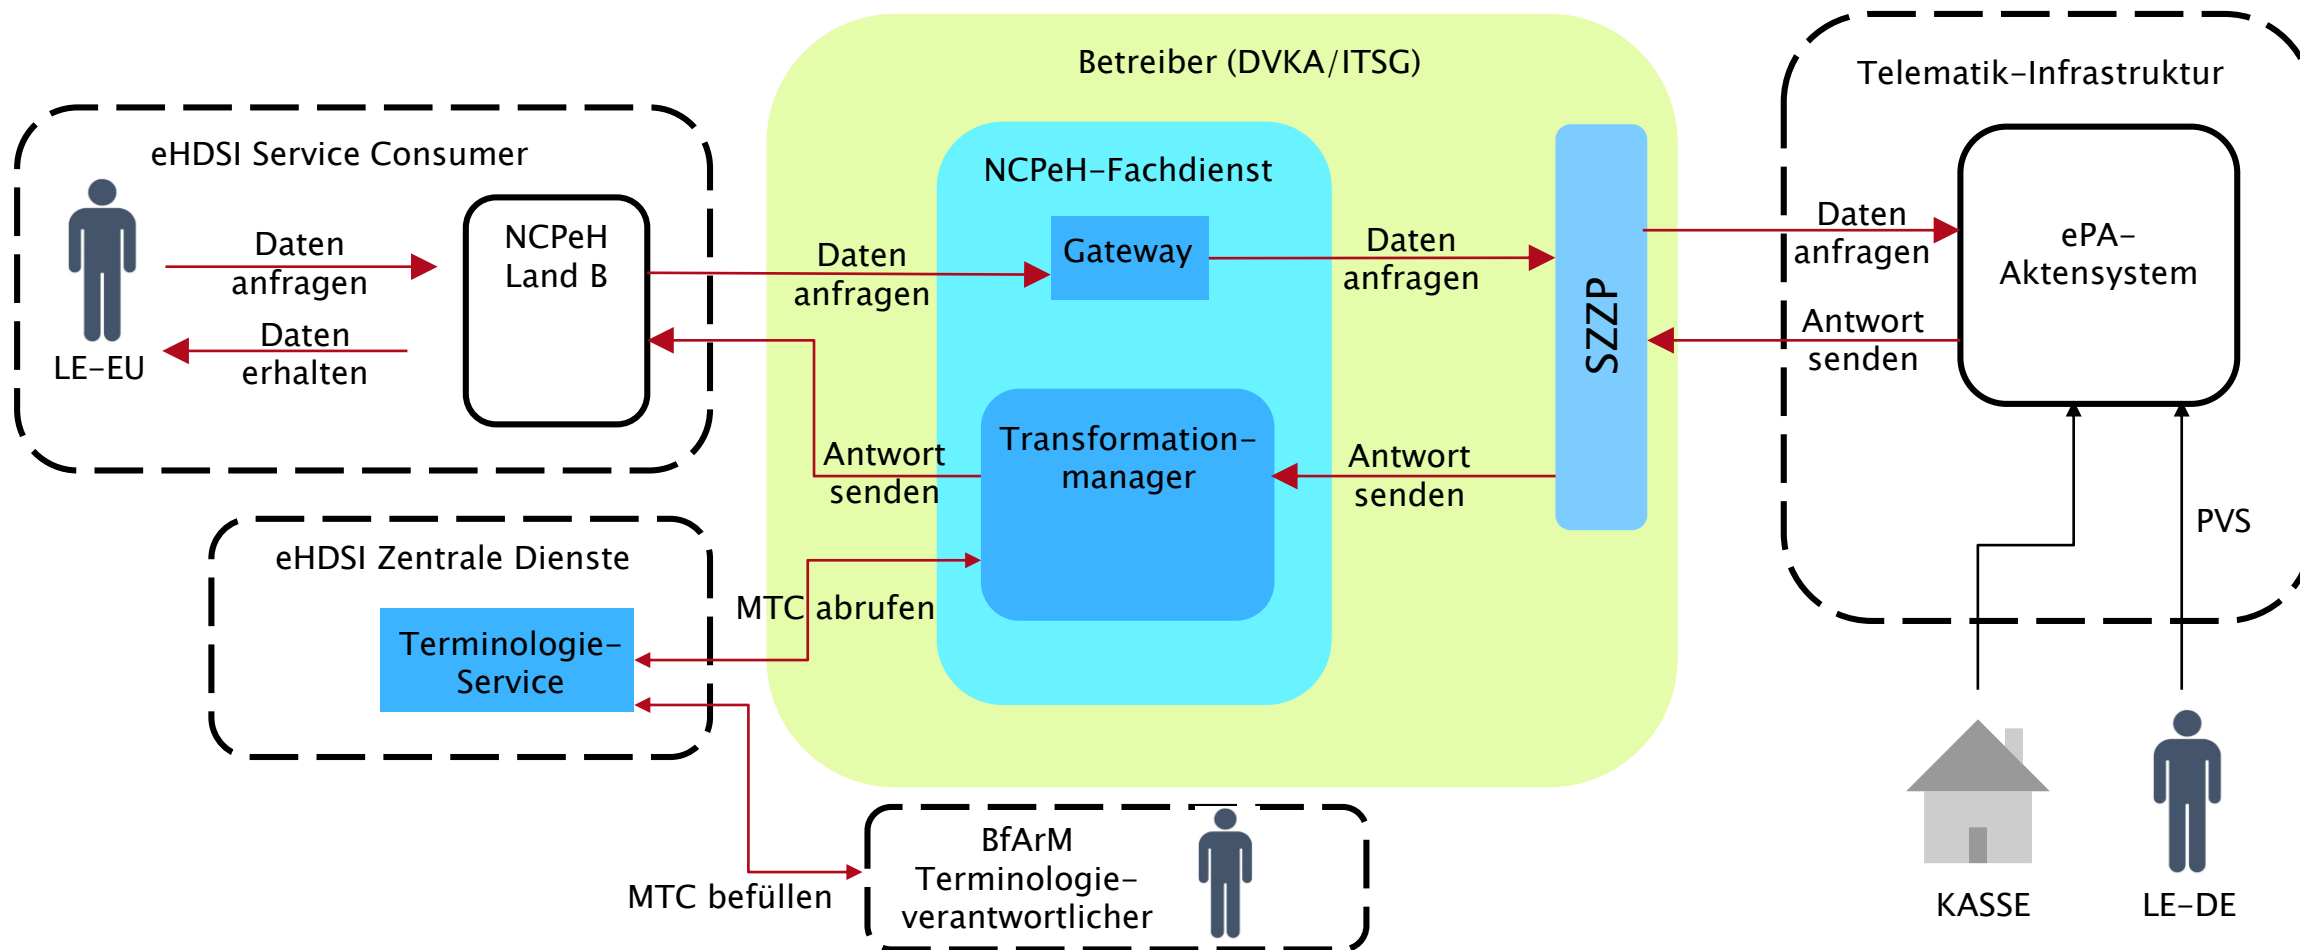 Betreiber (DVKA/ITSG)
Telematik-Infrastruktur
eHDSI Service Consumer
NCPeH-Fachdienst
LE-EU
Daten
anfragen
Daten
erhalten
NCPeH
Land B
Daten
anfragen
Gateway
Daten
anfragen
SZZP
Daten
anfragen
ePA-
Aktensystem
Antwort
senden
Antwort
senden
Transformation-
manager
Antwort
senden
PVS
eHDSI Zentrale Dienste
MTC abrufen
Terminologie-
Service
MTC befüllen
BfArM
Terminologie-
verantwortlicher
KASSE
LE-DE